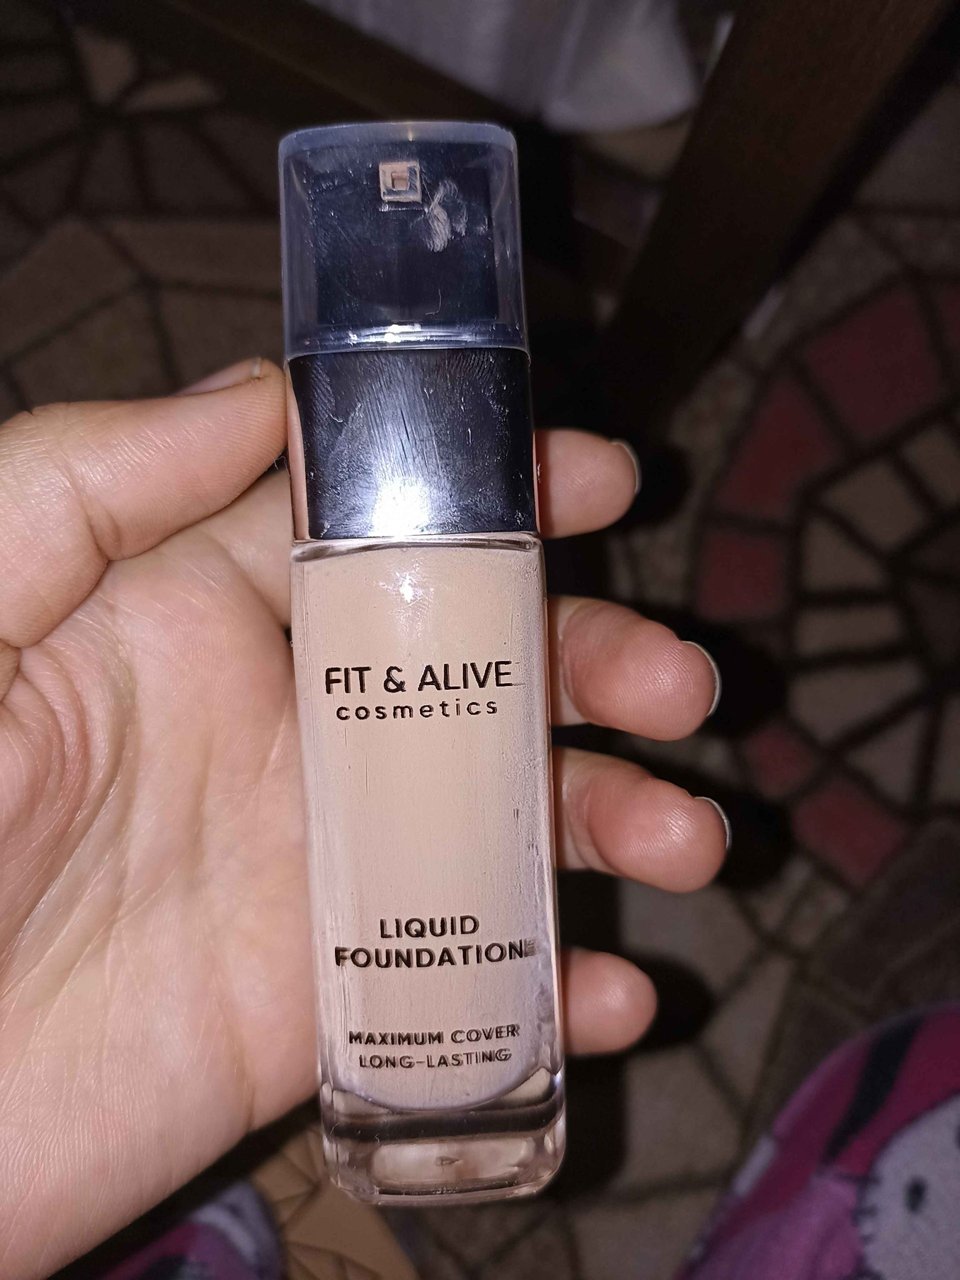 FIT & ALIVE
cosmetics
LIQUID
FOUNDATION
MAXIMUM COVER
LONG-LASTING